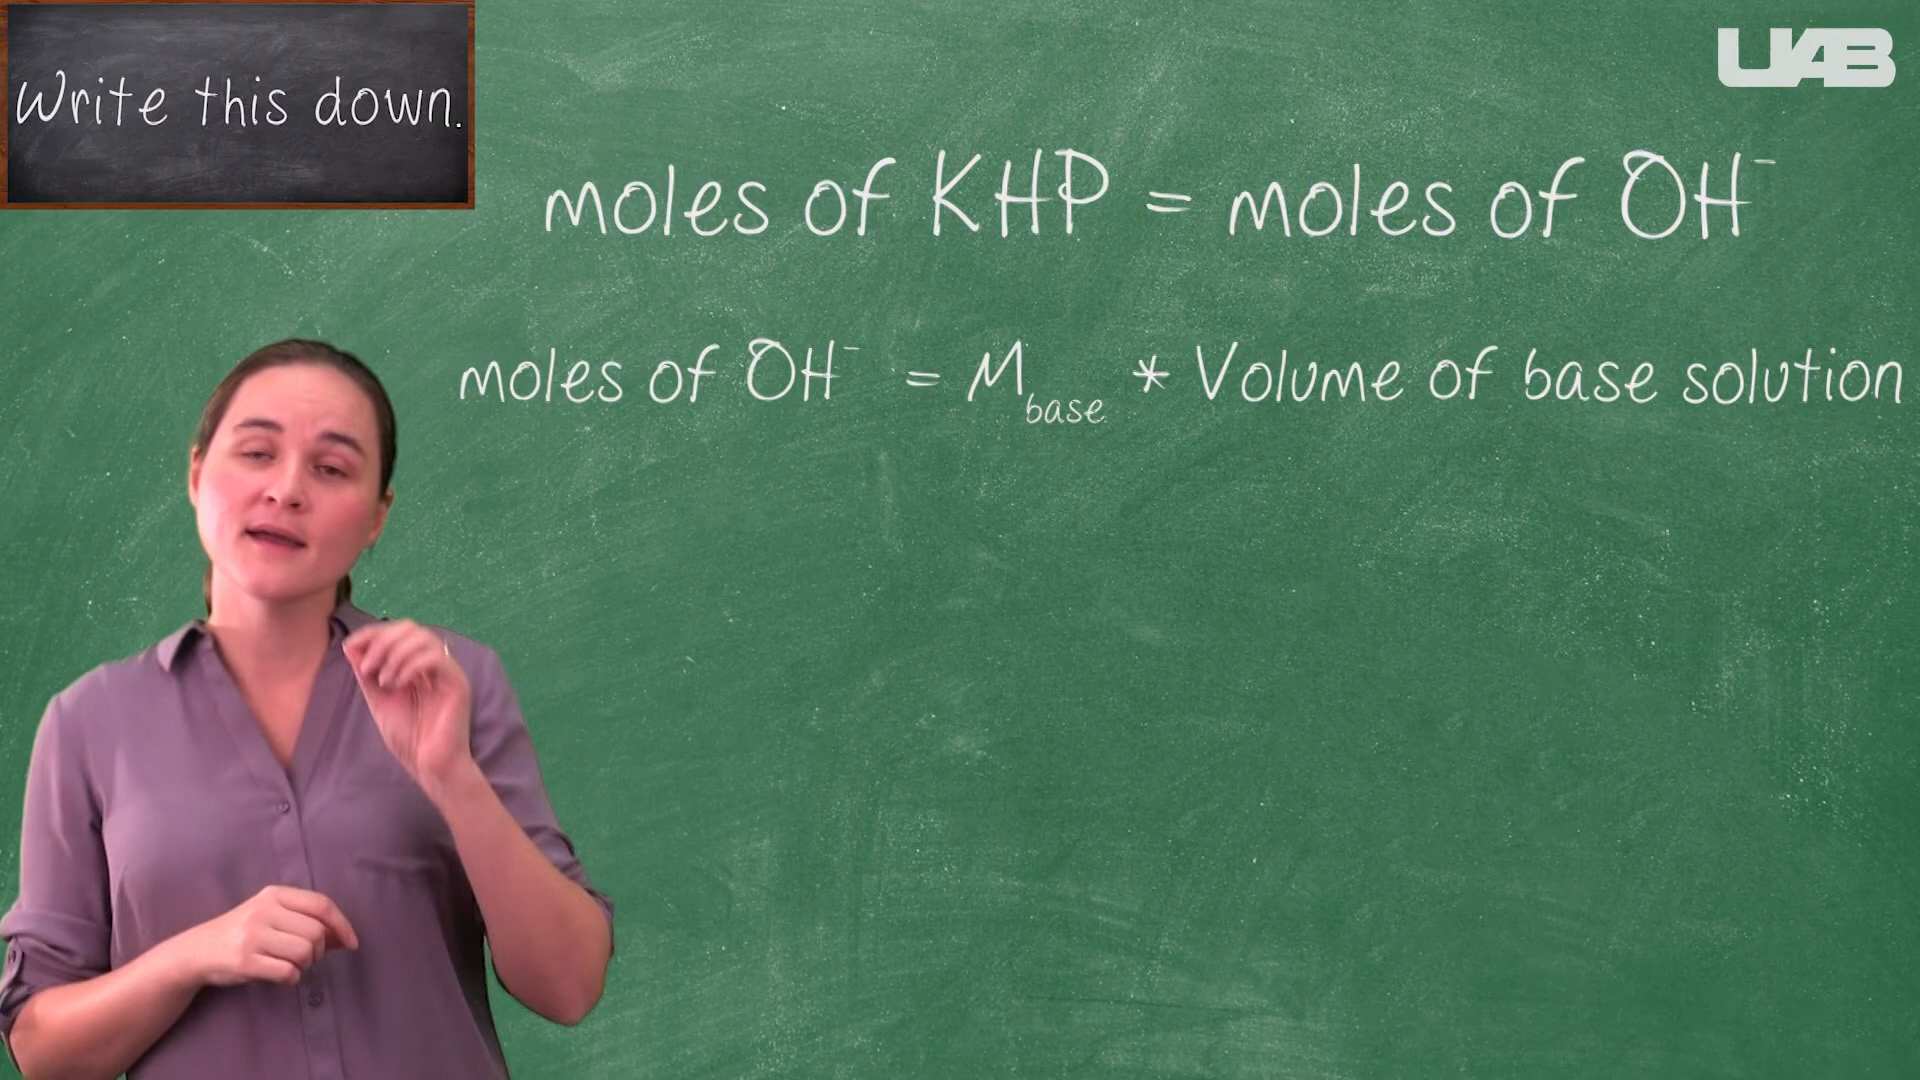 Write this down.
UAB
moles of KHP = moles of OH⁻
moles of OH⁻ = M_base * Volume of base solution